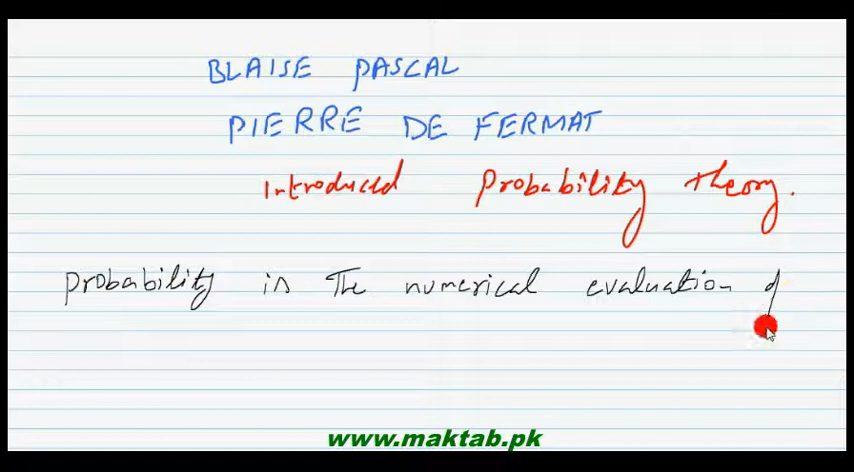 BLAISE PASCAL
PIERRE DE FERMAT
Introduced Probability Theory.
probability is The numerical evaluation of
www.maktab.pk